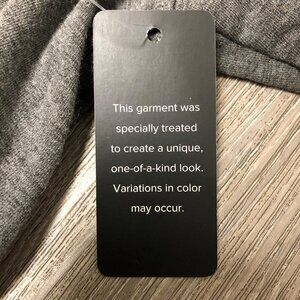 This garment was
specially treated
to create a unique,
one-of-a-kind look.
Variations in color
may occur.